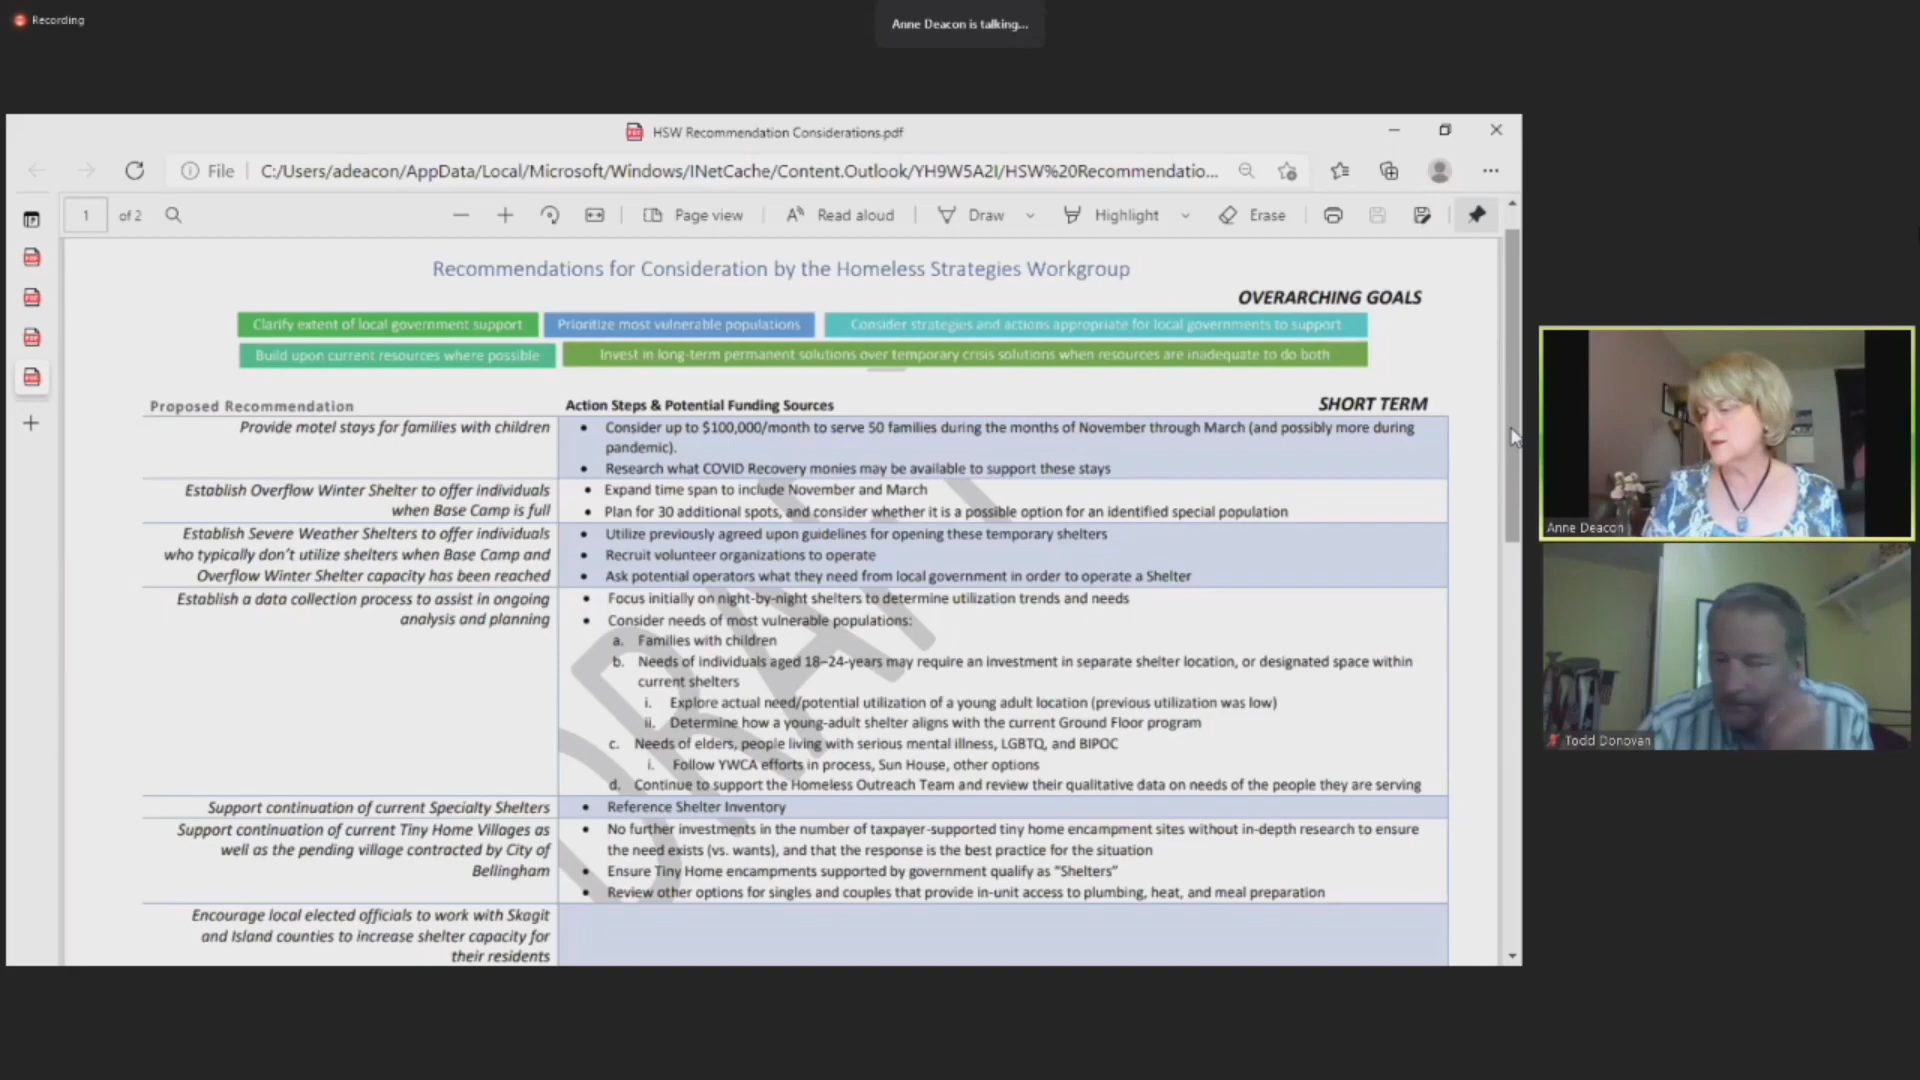 Recording
Anne Deacon is talking...
HSW Recommendation Considerations.pdf
File C:/Users/adeacon/AppData/Local/Microsoft/Windows/INetCache/Content.Outlook/YH9W5A2I/HSW%20Recommendatio...
1 of 2 Page view Read aloud Draw Highlight Erase
Recommendations for Consideration by the Homeless Strategies Workgroup
OVERARCHING GOALS
Clarify extent of local government support Prioritize most vulnerable populations Consider strategies and actions appropriate for local governments to support
Build upon current resources where possible Invest in long-term permanent solutions over temporary crisis solutions when resources are inadequate to do both
Proposed Recommendation Action Steps & Potential Funding Sources SHORT TERM
Provide motel stays for families with children
• Consider up to $100,000/month to serve 50 families during the months of November through March (and possibly more during
pandemic).
• Research what COVID Recovery monies may be available to support these stays
Establish Overflow Winter Shelter to offer individuals
when Base Camp is full
• Expand time span to include November and March
• Plan for 30 additional spots, and consider whether it is a possible option for an identified special population
Establish Severe Weather Shelters to offer individuals
who typically don't utilize shelters when Base Camp and
Overflow Winter Shelter capacity has been reached
• Utilize previously agreed upon guidelines for opening these temporary shelters
• Recruit volunteer organizations to operate
• Ask potential operators what they need from local government in order to operate a Shelter
Establish a data collection process to assist in ongoing
analysis and planning
• Focus initially on night-by-night shelters to determine utilization trends and needs
• Consider needs of most vulnerable populations:
a. Families with children
b. Needs of individuals aged 18–24-years may require an investment in separate shelter location, or designated space within
current shelters
i. Explore actual need/potential utilization of a young adult location (previous utilization was low)
ii. Determine how a young-adult shelter aligns with the current Ground Floor program
c. Needs of elders, people living with serious mental illness, LGBTQ, and BIPOC
i. Follow YWCA efforts in process, Sun House, other options
d. Continue to support the Homeless Outreach Team and review their qualitative data on needs of the people they are serving
Support continuation of current Specialty Shelters
• Reference Shelter Inventory
Support continuation of current Tiny Home Villages as
well as the pending village contracted by City of
Bellingham
• No further investments in the number of taxpayer-supported tiny home encampment sites without in-depth research to ensure
the need exists (vs. wants), and that the response is the best practice for the situation
• Ensure Tiny Home encampments supported by government qualify as "Shelters"
• Review other options for singles and couples that provide in-unit access to plumbing, heat, and meal preparation
Encourage local elected officials to work with Skagit
and Island counties to increase shelter capacity for
their residents
DRAFT
Anne Deacon
Todd Donovan